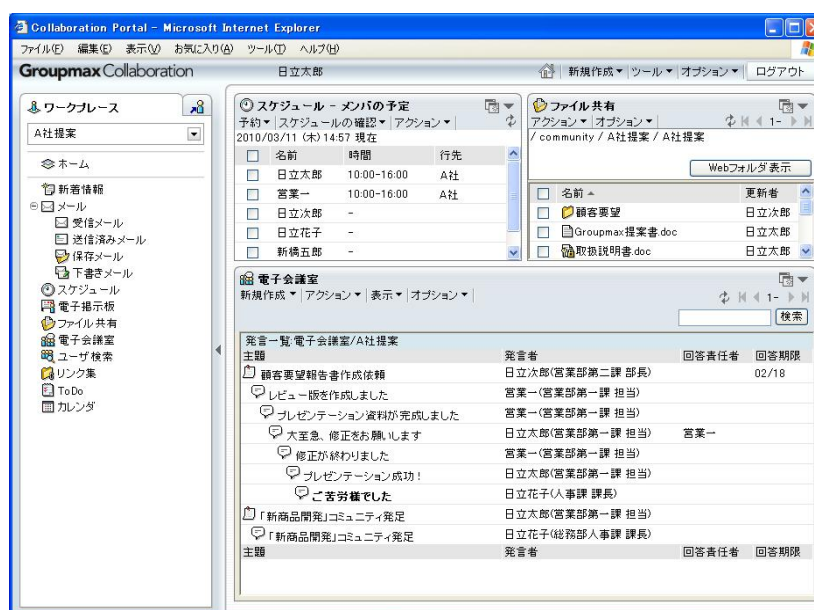 Collaboration Portal - Microsoft Internet Explorer
ファイル(F) 編集(E) 表示(V) お気に入り(A) ツール(T) ヘルプ(H)
Groupmax Collaboration 日立太郎 新規作成 ツール オプション ログアウト
ワークプレース
A社提案
ホーム
新着情報
メール
受信メール
送信済みメール
保存メール
下書きメール
スケジュール
電子掲示板
ファイル共有
電子会議室
ユーザ検索
リンク集
ToDo
カレンダ
スケジュール - メンバの予定
予約 スケジュールの確認 アクション
2010/03/11 (木)14:57 現在
名前 時間 行先
日立太郎 10:00-16:00 A社
営業一 10:00-16:00 A社
日立次郎 -
日立花子 -
新橋五郎 -
ファイル共有
アクション オプション 1-
/ community / A社提案 / A社提案
Webフォルダ表示
名前 更新者
顧客要望 日立次郎
Groupmax提案書.doc 日立太郎
取扱説明書.doc 日立太郎
電子会議室
新規作成 アクション 表示 オプション 1-
検索
発言一覧:電子会議室/A社提案
主題 発言者 回答責任者 回答期限
顧客要望報告書作成依頼 日立次郎(営業部第二課 部長) 02/18
レビュー版を作成しました 営業一(営業部第一課 担当)
プレゼンテーション資料が完成しました 営業一(営業部第一課 担当)
大至急、修正をお願いします 日立太郎(営業部第一課 担当) 営業一
修正が終わりました 営業一(営業部第一課 担当)
プレゼンテーション成功! 日立太郎(営業部第一課 担当)
ご苦労様でした 日立花子(人事課 課長)
「新商品開発」コミュニティ発足 日立太郎(営業部第一課 担当)
「新商品開発」コミュニティ発足 日立花子(総務部人事課 課長)
主題 発言者 回答責任者 回答期限